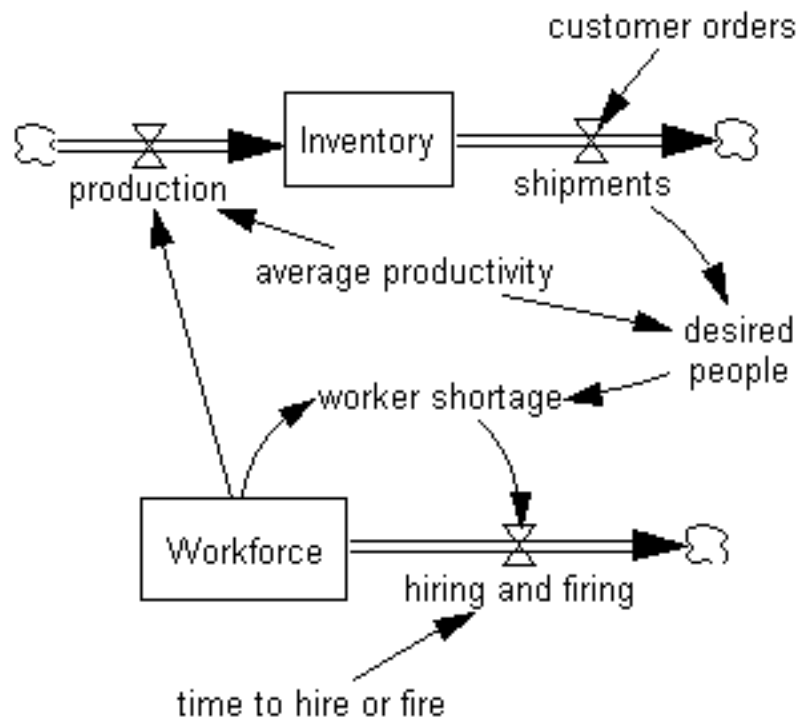 customer orders
Inventory
production
shipments
average productivity
desired
people
worker shortage
Workforce
hiring and firing
time to hire or fire